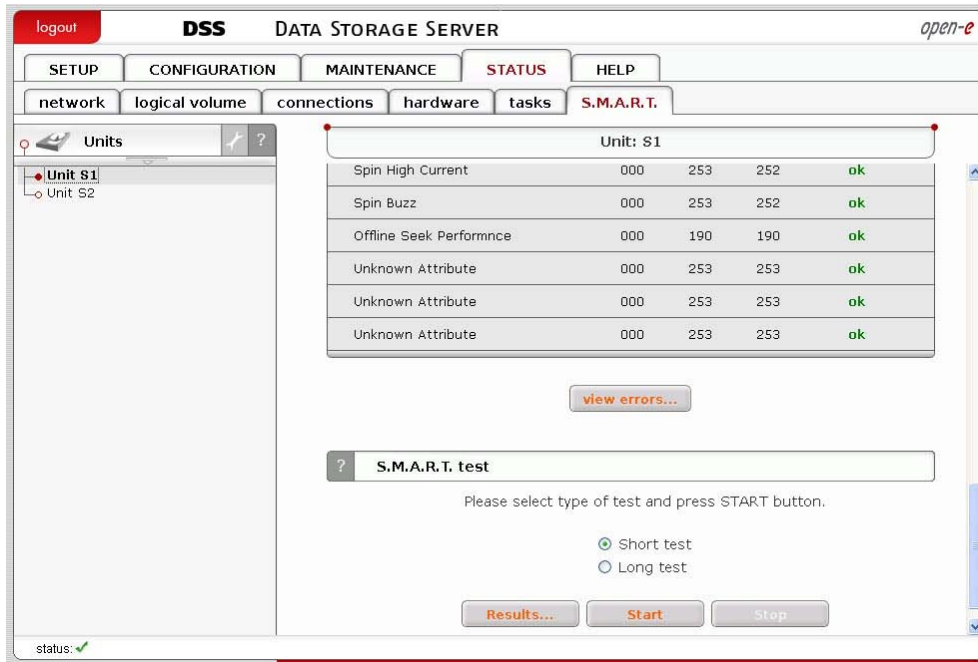 logout
DSS DATA STORAGE SERVER
open-e
SETUP CONFIGURATION MAINTENANCE STATUS HELP
network logical volume connections hardware tasks S.M.A.R.T.
Units ?
Unit S1
Unit S2
Unit: S1
Spin High Current 000 253 252 ok
Spin Buzz 000 253 252 ok
Offline Seek Performnce 000 190 190 ok
Unknown Attribute 000 253 253 ok
Unknown Attribute 000 253 253 ok
Unknown Attribute 000 253 253 ok
view errors...
? S.M.A.R.T. test
Please select type of test and press START button.
Short test
Long test
Results... Start Stop
status: